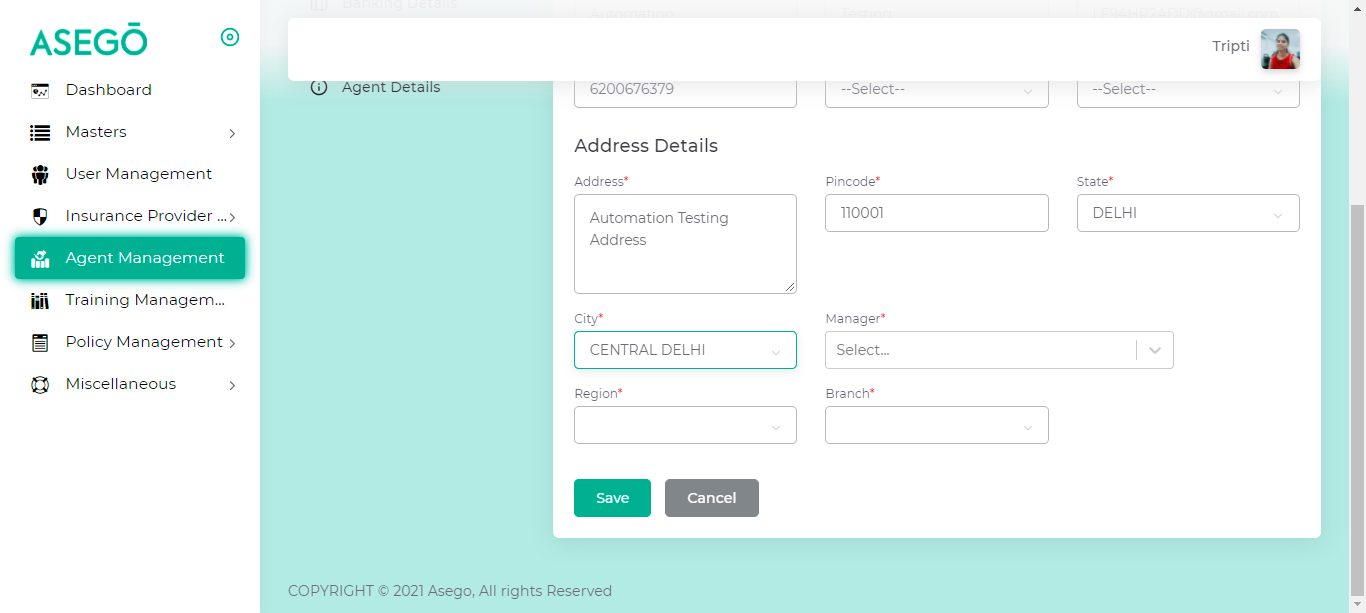 ASEGŌ
Dashboard
Masters
User Management
Insurance Provider ...
Agent Management
Training Managem...
Policy Management
Miscellaneous
Banking Details
Agent Details
Tripti
Automation
Testing
6200676379
--Select--
--Select--
Address Details
Address*
Pincode*
State*
Automation Testing
Address
110001
DELHI
City*
Manager*
CENTRAL DELHI
Select...
Region*
Branch*
Save
Cancel
COPYRIGHT © 2021 Asego, All rights Reserved